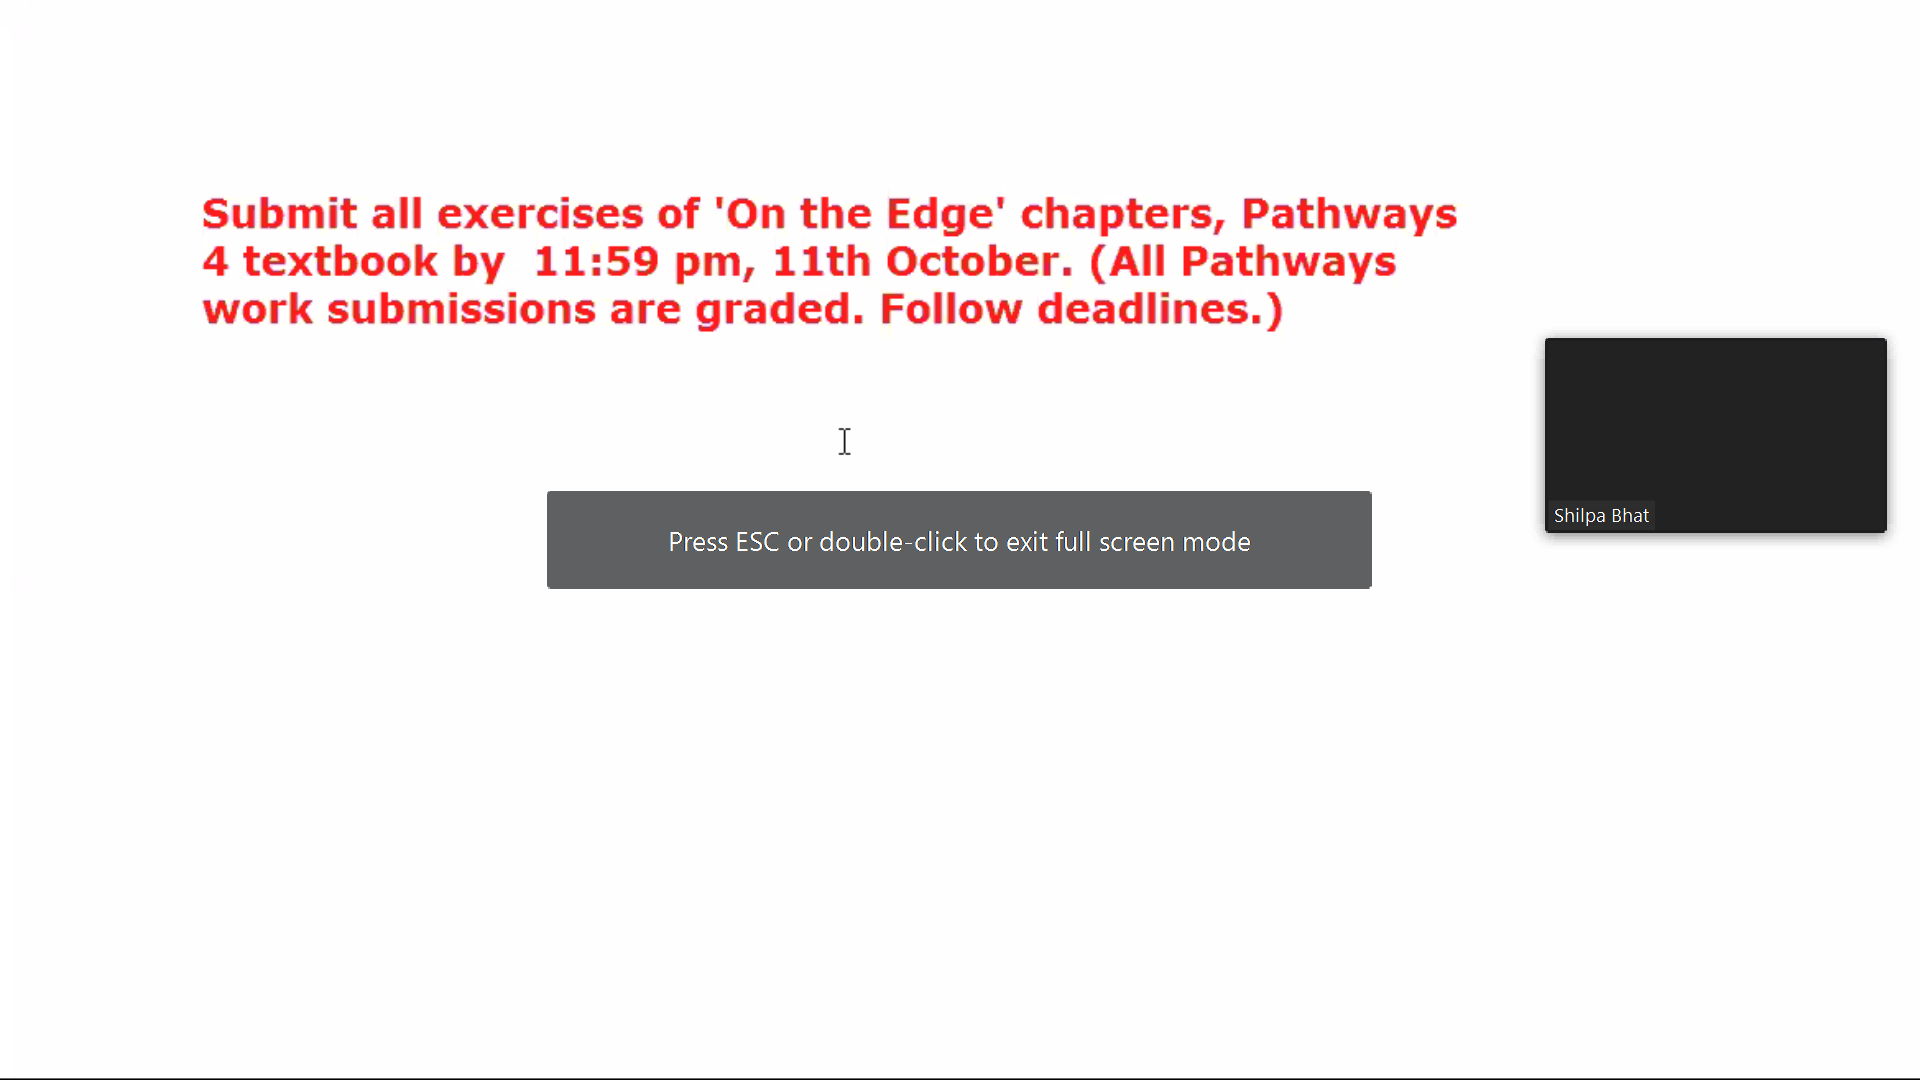 Submit all exercises of 'On the Edge' chapters, Pathways
4 textbook by  11:59 pm, 11th October. (All Pathways
work submissions are graded. Follow deadlines.)
Shilpa Bhat
Press ESC or double-click to exit full screen mode